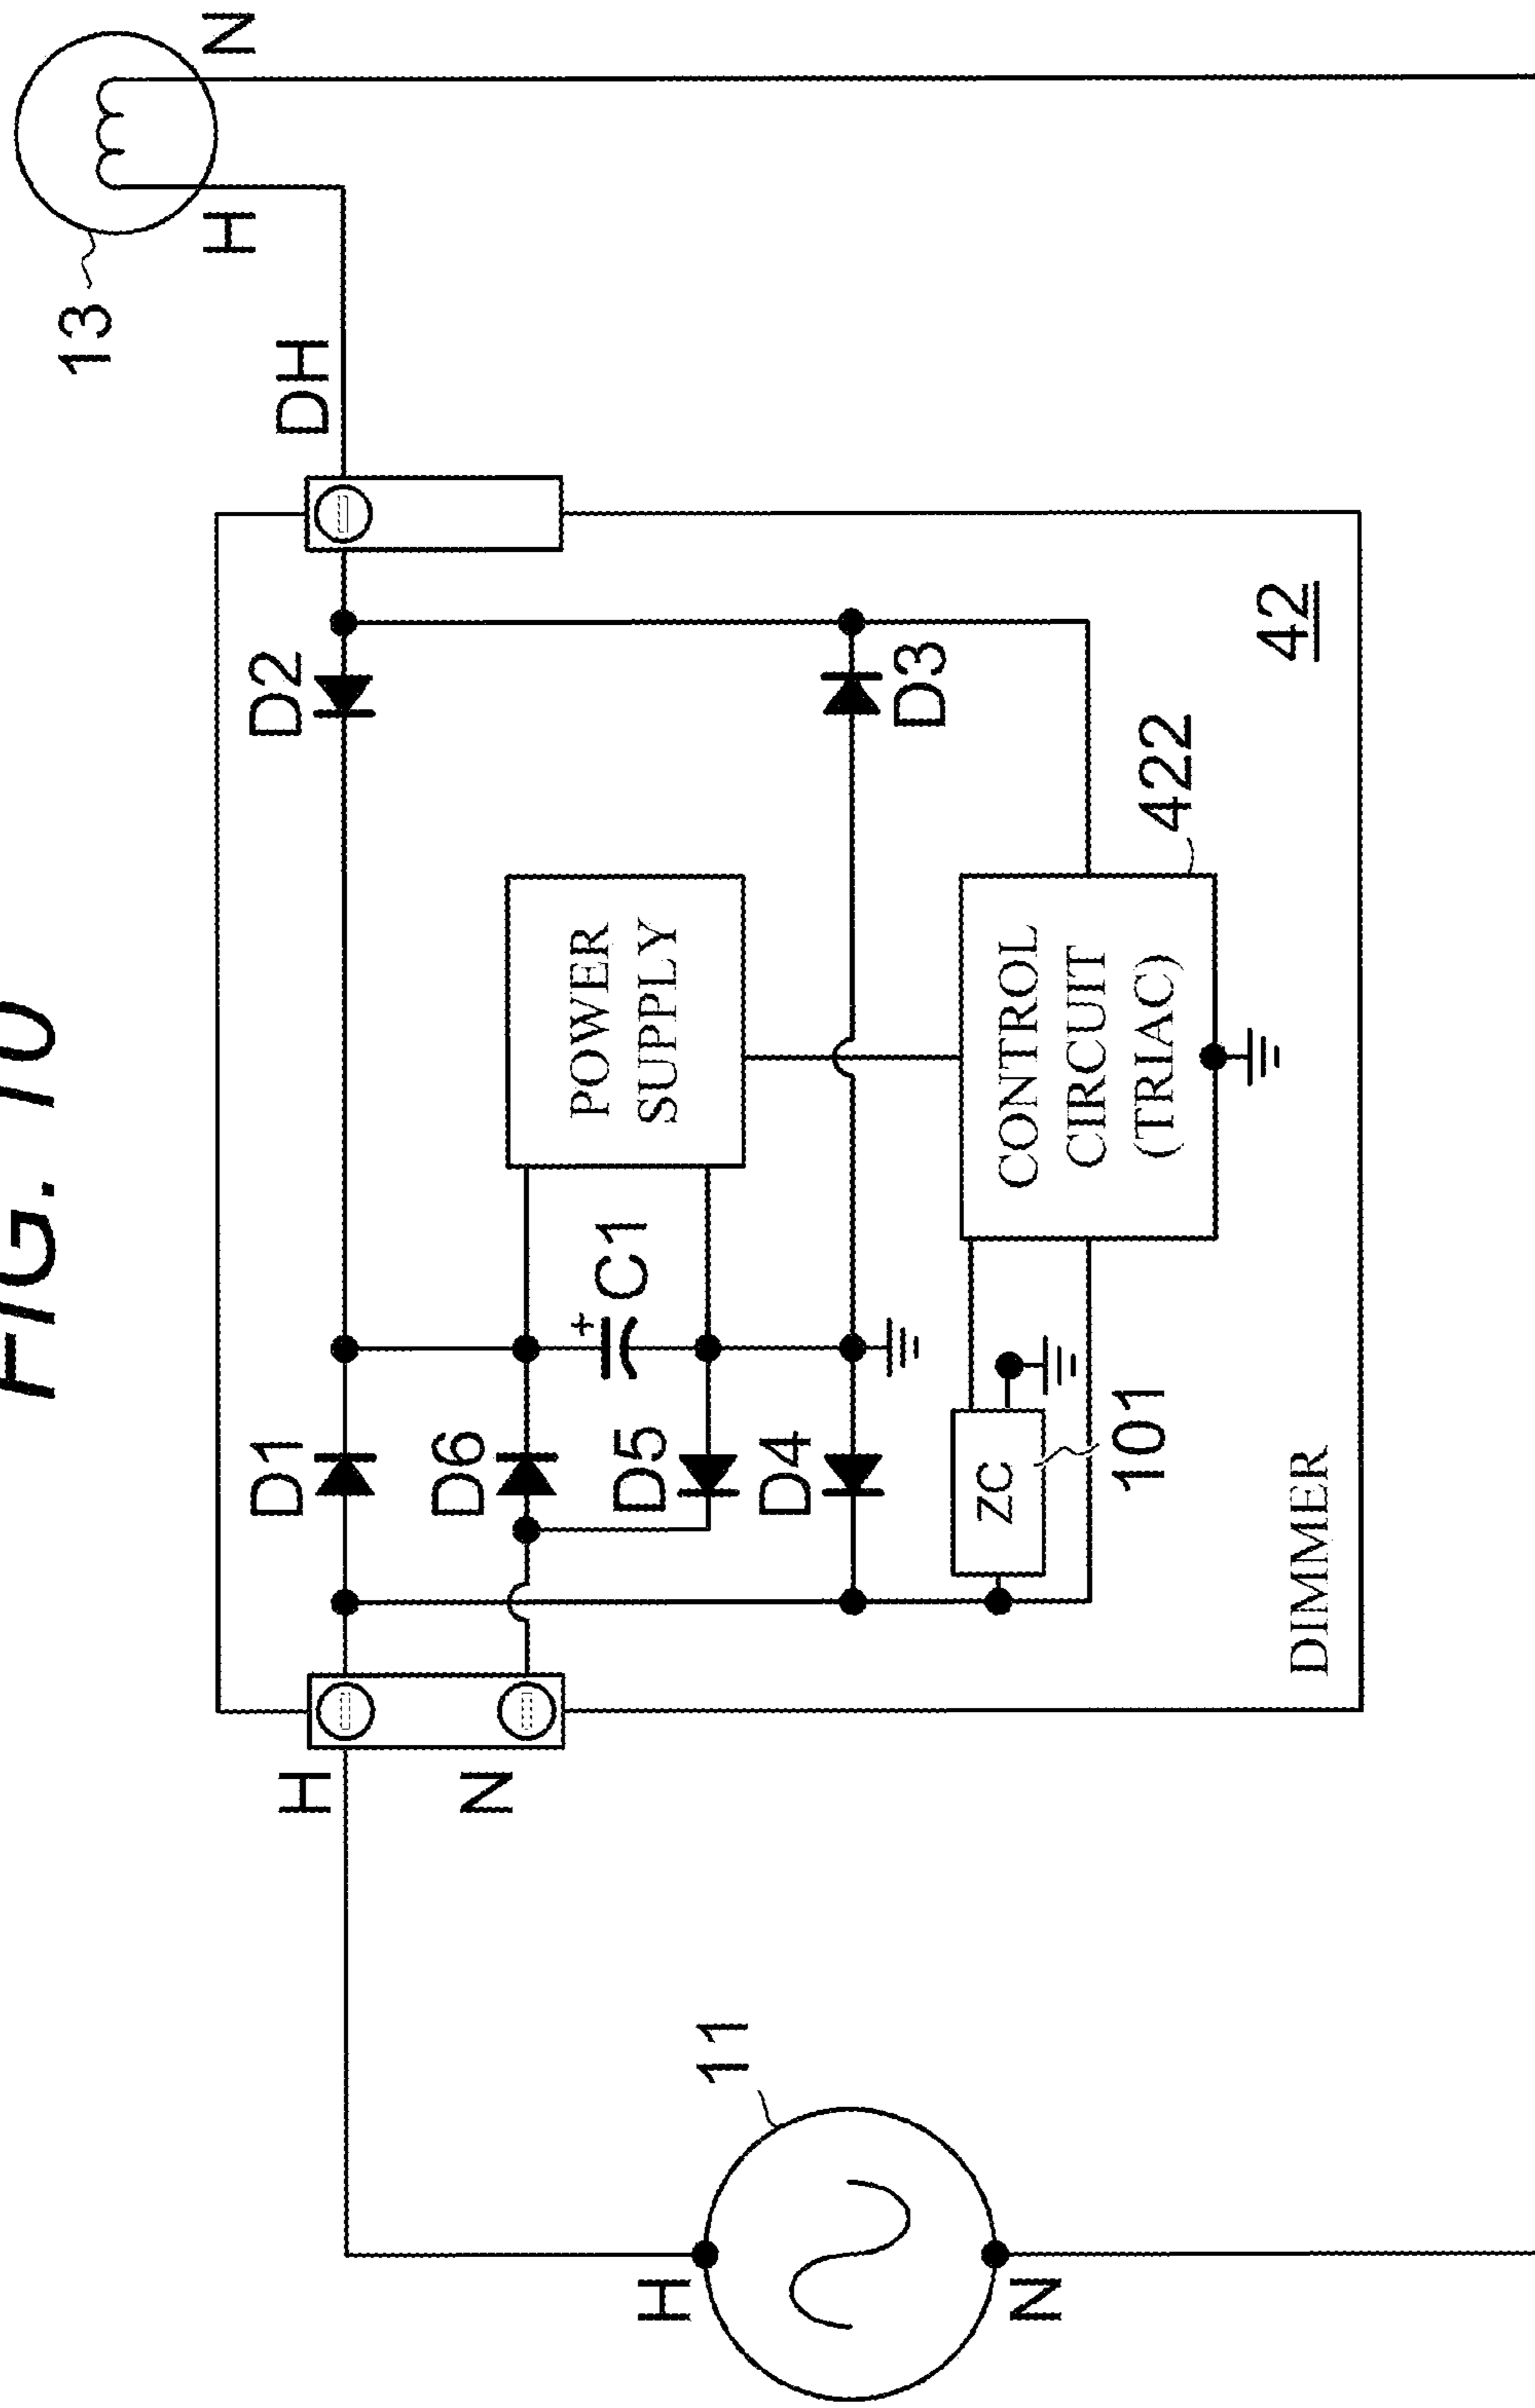 FIG. 10
13
H
N
DH
D1
D2
D6
C1
D5
D4
D3
POWER
SUPPLY
H
N
11
H
N
ZC
101
CONTROL
CIRCUIT
(TRIAC)
422
DIMMER
42
+